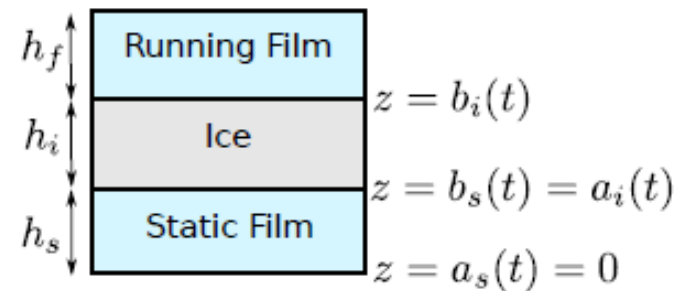 h_f
Running Film
z = b_i(t)
h_i
Ice
z = b_s(t) = a_i(t)
h_s
Static Film
z = a_s(t) = 0